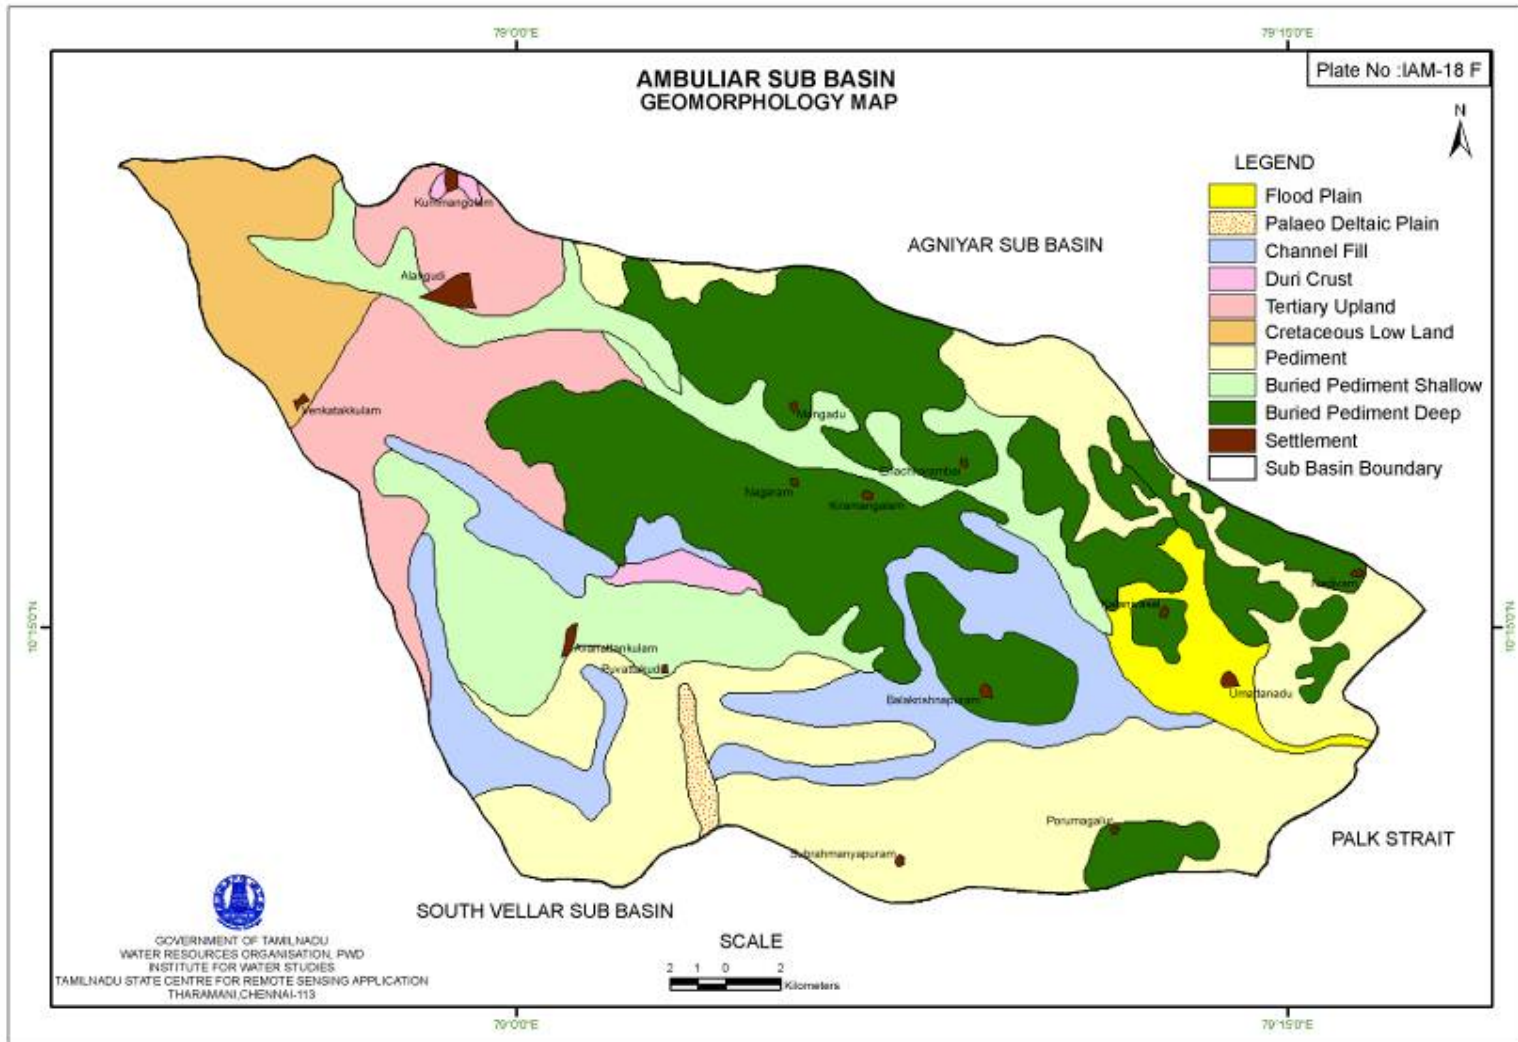 79°0'0"E
79°15'0"E
Plate No :IAM-18 F
AMBULIAR SUB BASIN
GEOMORPHOLOGY MAP
N
LEGEND
Flood Plain
Palaeo Deltaic Plain
Channel Fill
Duri Crust
Tertiary Upland
Cretaceous Low Land
Pediment
Buried Pediment Shallow
Buried Pediment Deep
Settlement
Sub Basin Boundary
AGNIYAR SUB BASIN
Kummangolam
Alangudi
Venkatakkulam
Mangadu
Nagaram
Kiramangalam
Balakrishnapuram
Umattanadu
Porumagalur
Subrahmanyapuram
10°15'0"N
10°15'0"N
PALK STRAIT
SOUTH VELLAR SUB BASIN
GOVERNMENT OF TAMILNADU
WATER RESOURCES ORGANISATION, PWD
INSTITUTE FOR WATER STUDIES
TAMILNADU STATE CENTRE FOR REMOTE SENSING APPLICATION
THARAMANI,CHENNAI-113
SCALE
2 1 0 2
Kilometers
79°0'0"E
79°15'0"E